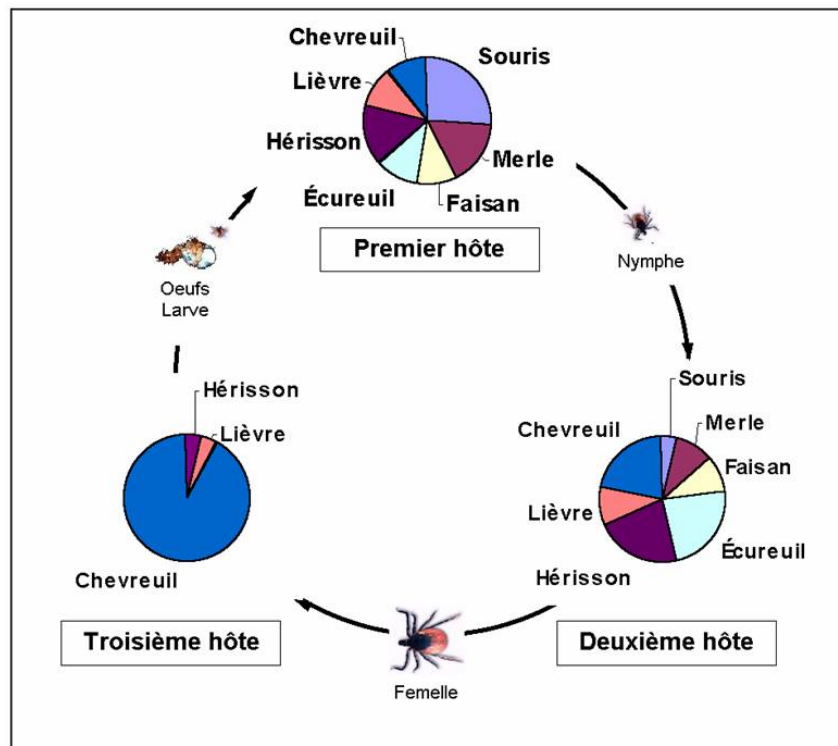 Chevreuil
Souris
Lièvre
Hérisson
Merle
Écureuil
Faisan
Premier hôte
Nymphe
Oeufs
Larve
Souris
Chevreuil
Merle
Faisan
Lièvre
Écureuil
Hérisson
Deuxième hôte
Femelle
Hérisson
Lièvre
Chevreuil
Troisième hôte